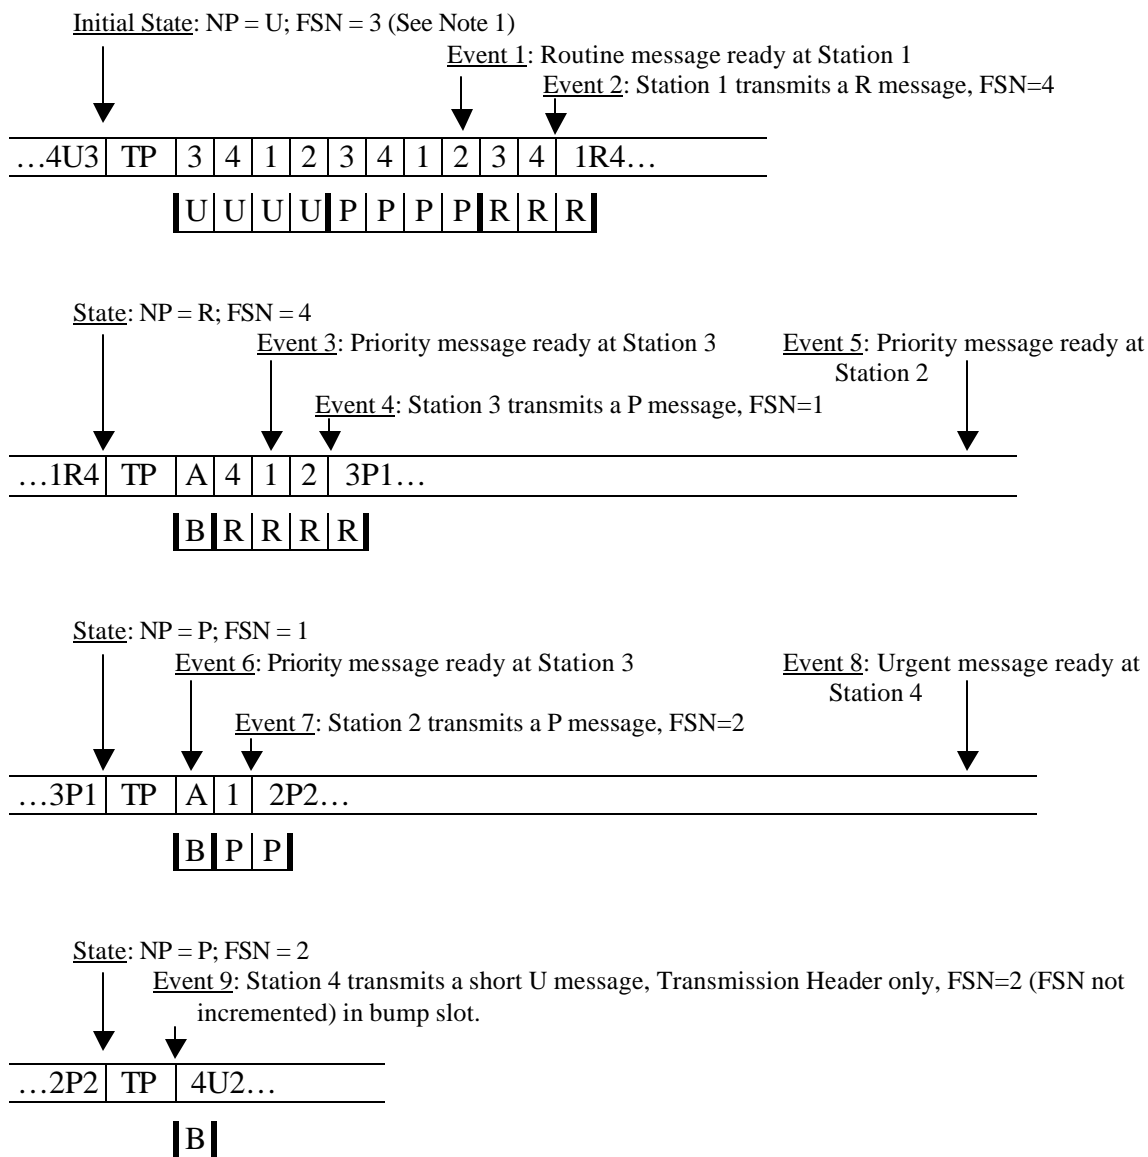 Initial State: NP = U; FSN = 3 (See Note 1)
Event 1: Routine message ready at Station 1
Event 2: Station 1 transmits a R message, FSN=4
…4U3 TP 3 4 1 2 3 4 1 2 3 4 1R4…
U U U U P P P P R R R
State: NP = R; FSN = 4
Event 3: Priority message ready at Station 3
Event 5: Priority message ready at
Station 2
Event 4: Station 3 transmits a P message, FSN=1
…1R4 TP A 4 1 2 3P1…
B R R R R
State: NP = P; FSN = 1
Event 6: Priority message ready at Station 3
Event 8: Urgent message ready at
Station 4
Event 7: Station 2 transmits a P message, FSN=2
…3P1 TP A 1 2P2…
B P P
State: NP = P; FSN = 2
Event 9: Station 4 transmits a short U message, Transmission Header only, FSN=2 (FSN not
incremented) in bump slot.
…2P2 TP 4U2…
B